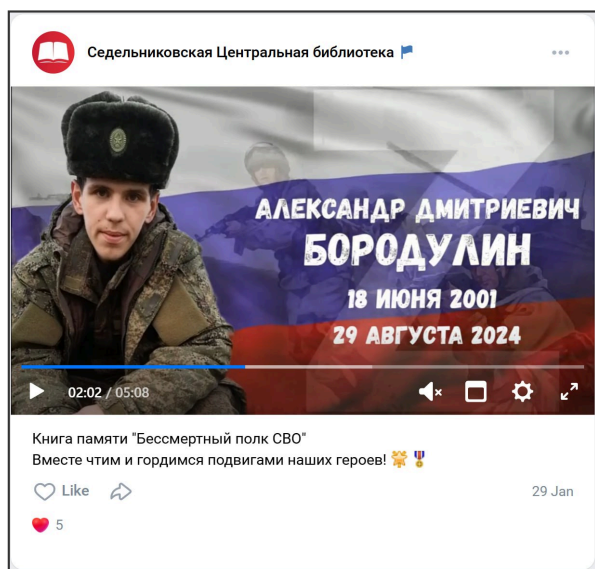 Седельниковская Центральная библиотека
АЛЕКСАНДР ДМИТРИЕВИЧ
БОРОДУЛИН
18 ИЮНЯ 2001
29 АВГУСТА 2024
02:02 / 05:08
Книга памяти "Бессмертный полк СВО"
Вместе чтим и гордимся подвигами наших героев!
Like
29 Jan
5